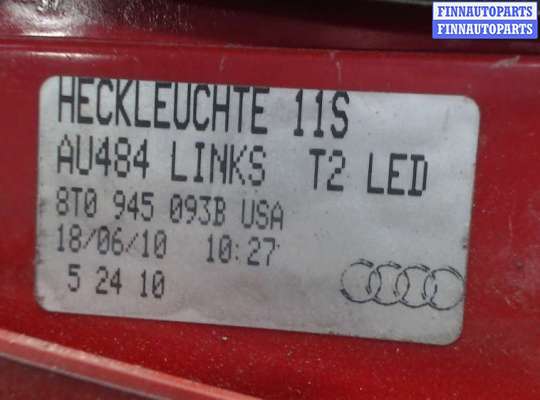 FINNAUTOPARTS
FINNAUTOPARTS
HECKLEUCHTE 11S
AU484 LINKS T2 LED
8T0 945 093B USA
18/06/10 10:27
5 24 10